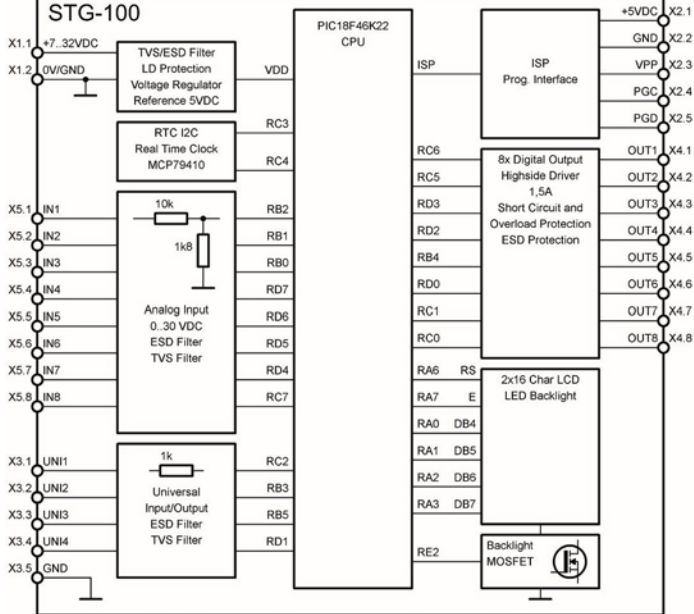 STG-100
X1.1 +7..32VDC
X1.2 0V/GND
TVS/ESD Filter
LD Protection
Voltage Regulator
Reference 5VDC
VDD
RTC I2C
Real Time Clock
MCP79410
RC3
RC4
X5.1 IN1
X5.2 IN2
X5.3 IN3
X5.4 IN4
X5.5 IN5
X5.6 IN6
X5.7 IN7
X5.8 IN8
10k
1k8
Analog Input
0..30 VDC
ESD Filter
TVS Filter
RB2
RB1
RB0
RD7
RD6
RD5
RD4
RC7
X3.1 UNI1
X3.2 UNI2
X3.3 UNI3
X3.4 UNI4
X3.5 GND
1k
Universal
Input/Output
ESD Filter
TVS Filter
RC2
RB3
RB5
RD1
PIC18F46K22
CPU
ISP
ISP
Prog. Interface
+5VDC X2.1
GND X2.2
VPP X2.3
PGC X2.4
PGD X2.5
RC6
RC5
RD3
RD2
RB4
RD0
RC1
RC0
8x Digital Output
Highside Driver
1,5A
Short Circuit and
Overload Protection
ESD Protection
OUT1 X4.1
OUT2 X4.2
OUT3 X4.3
OUT4 X4.4
OUT5 X4.5
OUT6 X4.6
OUT7 X4.7
OUT8 X4.8
RA6 RS
RA7 E
RA0 DB4
RA1 DB5
RA2 DB6
RA3 DB7
2x16 Char LCD
LED Backlight
RE2
Backlight
MOSFET